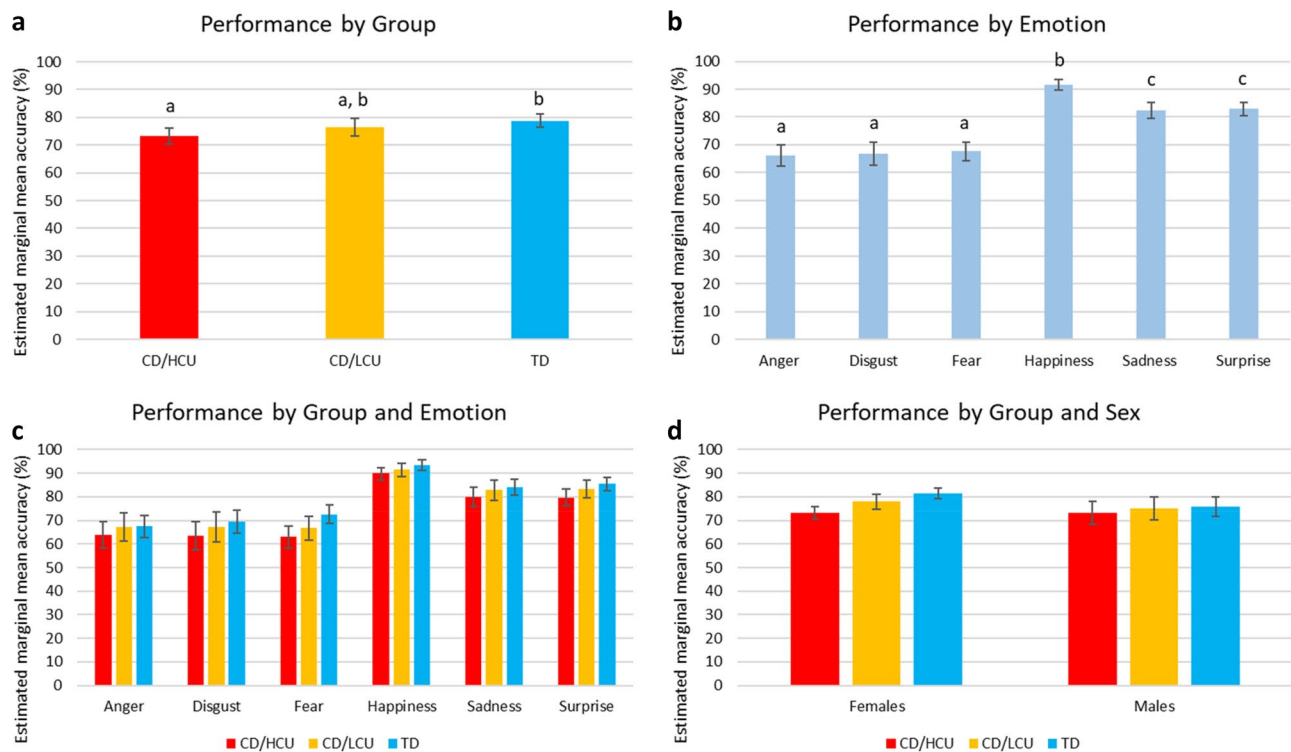 a
Performance by Group
Estimated marginal mean accuracy (%)
100
90
80
70
60
50
40
30
20
10
0
a
a, b
b
CD/HCU
CD/LCU
TD
b
Performance by Emotion
Estimated marginal mean accuracy (%)
100
90
80
70
60
50
40
30
20
10
0
a
a
a
b
c
c
Anger
Disgust
Fear
Happiness
Sadness
Surprise
c
Performance by Group and Emotion
Estimated marginal mean accuracy (%)
100
90
80
70
60
50
40
30
20
10
0
Anger
Disgust
Fear
Happiness
Sadness
Surprise
CD/HCU
CD/LCU
TD
d
Performance by Group and Sex
Estimated marginal mean accuracy (%)
100
90
80
70
60
50
40
30
20
10
0
Females
Males
CD/HCU
CD/LCU
TD